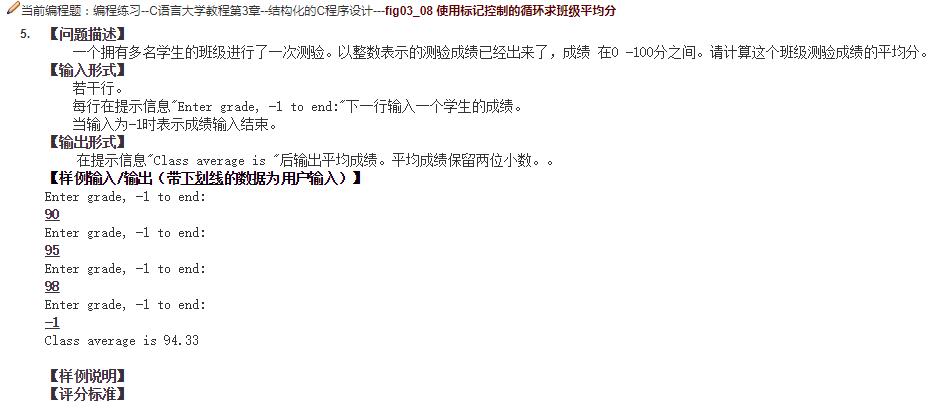 当前编程题：编程练习--C语言大学教程第3章--结构化的C程序设计---fig03_08 使用标记控制的循环求班级平均分
5. 【问题描述】
一个拥有多名学生的班级进行了一次测验。以整数表示的测验成绩已经出来了，成绩 在0 -100分之间。请计算这个班级测验成绩的平均分。
【输入形式】
若干行。
每行在提示信息"Enter grade, -1 to end:"下一行输入一个学生的成绩。
当输入为-1时表示成绩输入结束。
【输出形式】
在提示信息"Class average is "后输出平均成绩。平均成绩保留两位小数。。
【样例输入/输出（带下划线的数据为用户输入）】
Enter grade, -1 to end:
90
Enter grade, -1 to end:
95
Enter grade, -1 to end:
98
Enter grade, -1 to end:
-1
Class average is 94.33
【样例说明】
【评分标准】